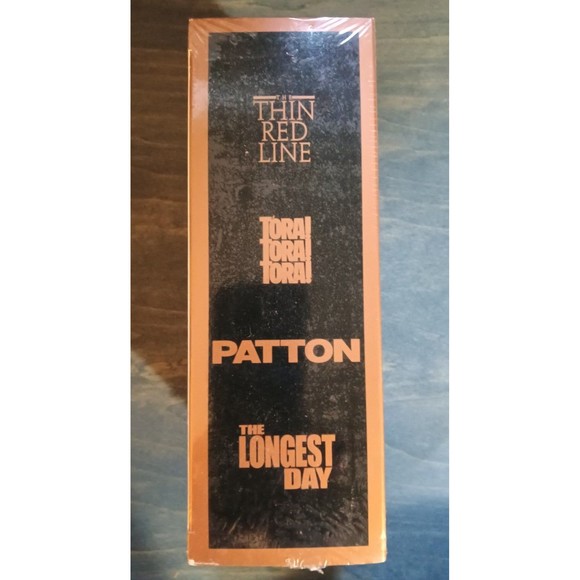 THE
THIN
RED
LINE
TORA!
TORA!
TORA!
PATTON
THE
LONGEST
DAY